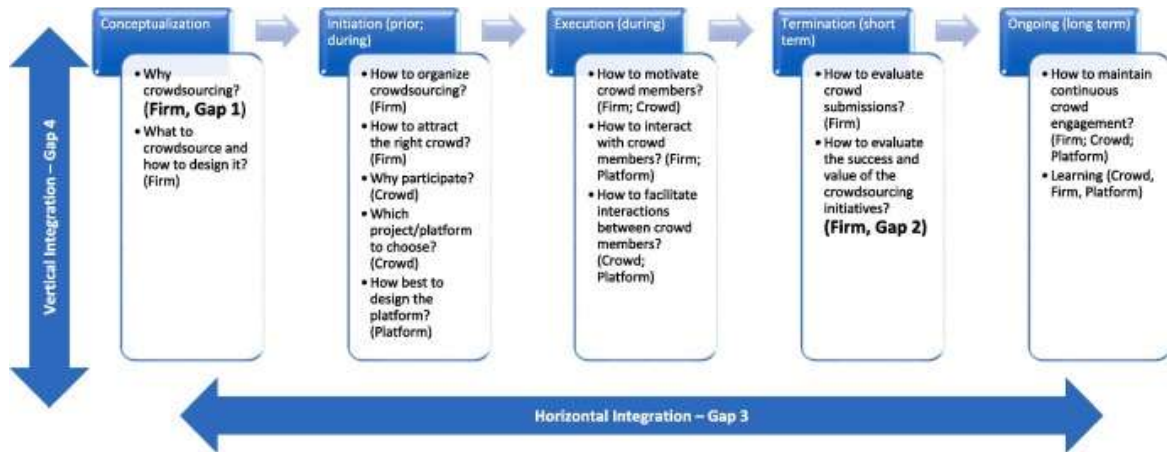 Conceptualization
Initiation (prior;
during)
Execution (during)
Termination (short
term)
Ongoing (long term)
• Why
crowdsourcing?
(Firm, Gap 1)
• What to
crowdsource and
how to design it?
(Firm)
• How to organize
crowdsourcing?
(Firm)
• How to attract
the right crowd?
(Firm)
• Why participate?
(Crowd)
• Which
project/platform
to choose?
(Crowd)
• How best to
design the
platform?
(Platform)
• How to motivate
crowd members?
(Firm; Crowd)
• How to interact
with crowd
members? (Firm;
Platform)
• How to facilitate
interactions
between crowd
members?
(Crowd;
Platform)
• How to evaluate
crowd
submissions?
(Firm)
• How to evaluate
the success and
value of the
crowdsourcing
initiatives?
(Firm, Gap 2)
• How to maintain
continuous
crowd
engagement?
(Firm; Crowd;
Platform)
• Learning (Crowd,
Firm, Platform)
Vertical Integration – Gap 4
Horizontal Integration – Gap 3